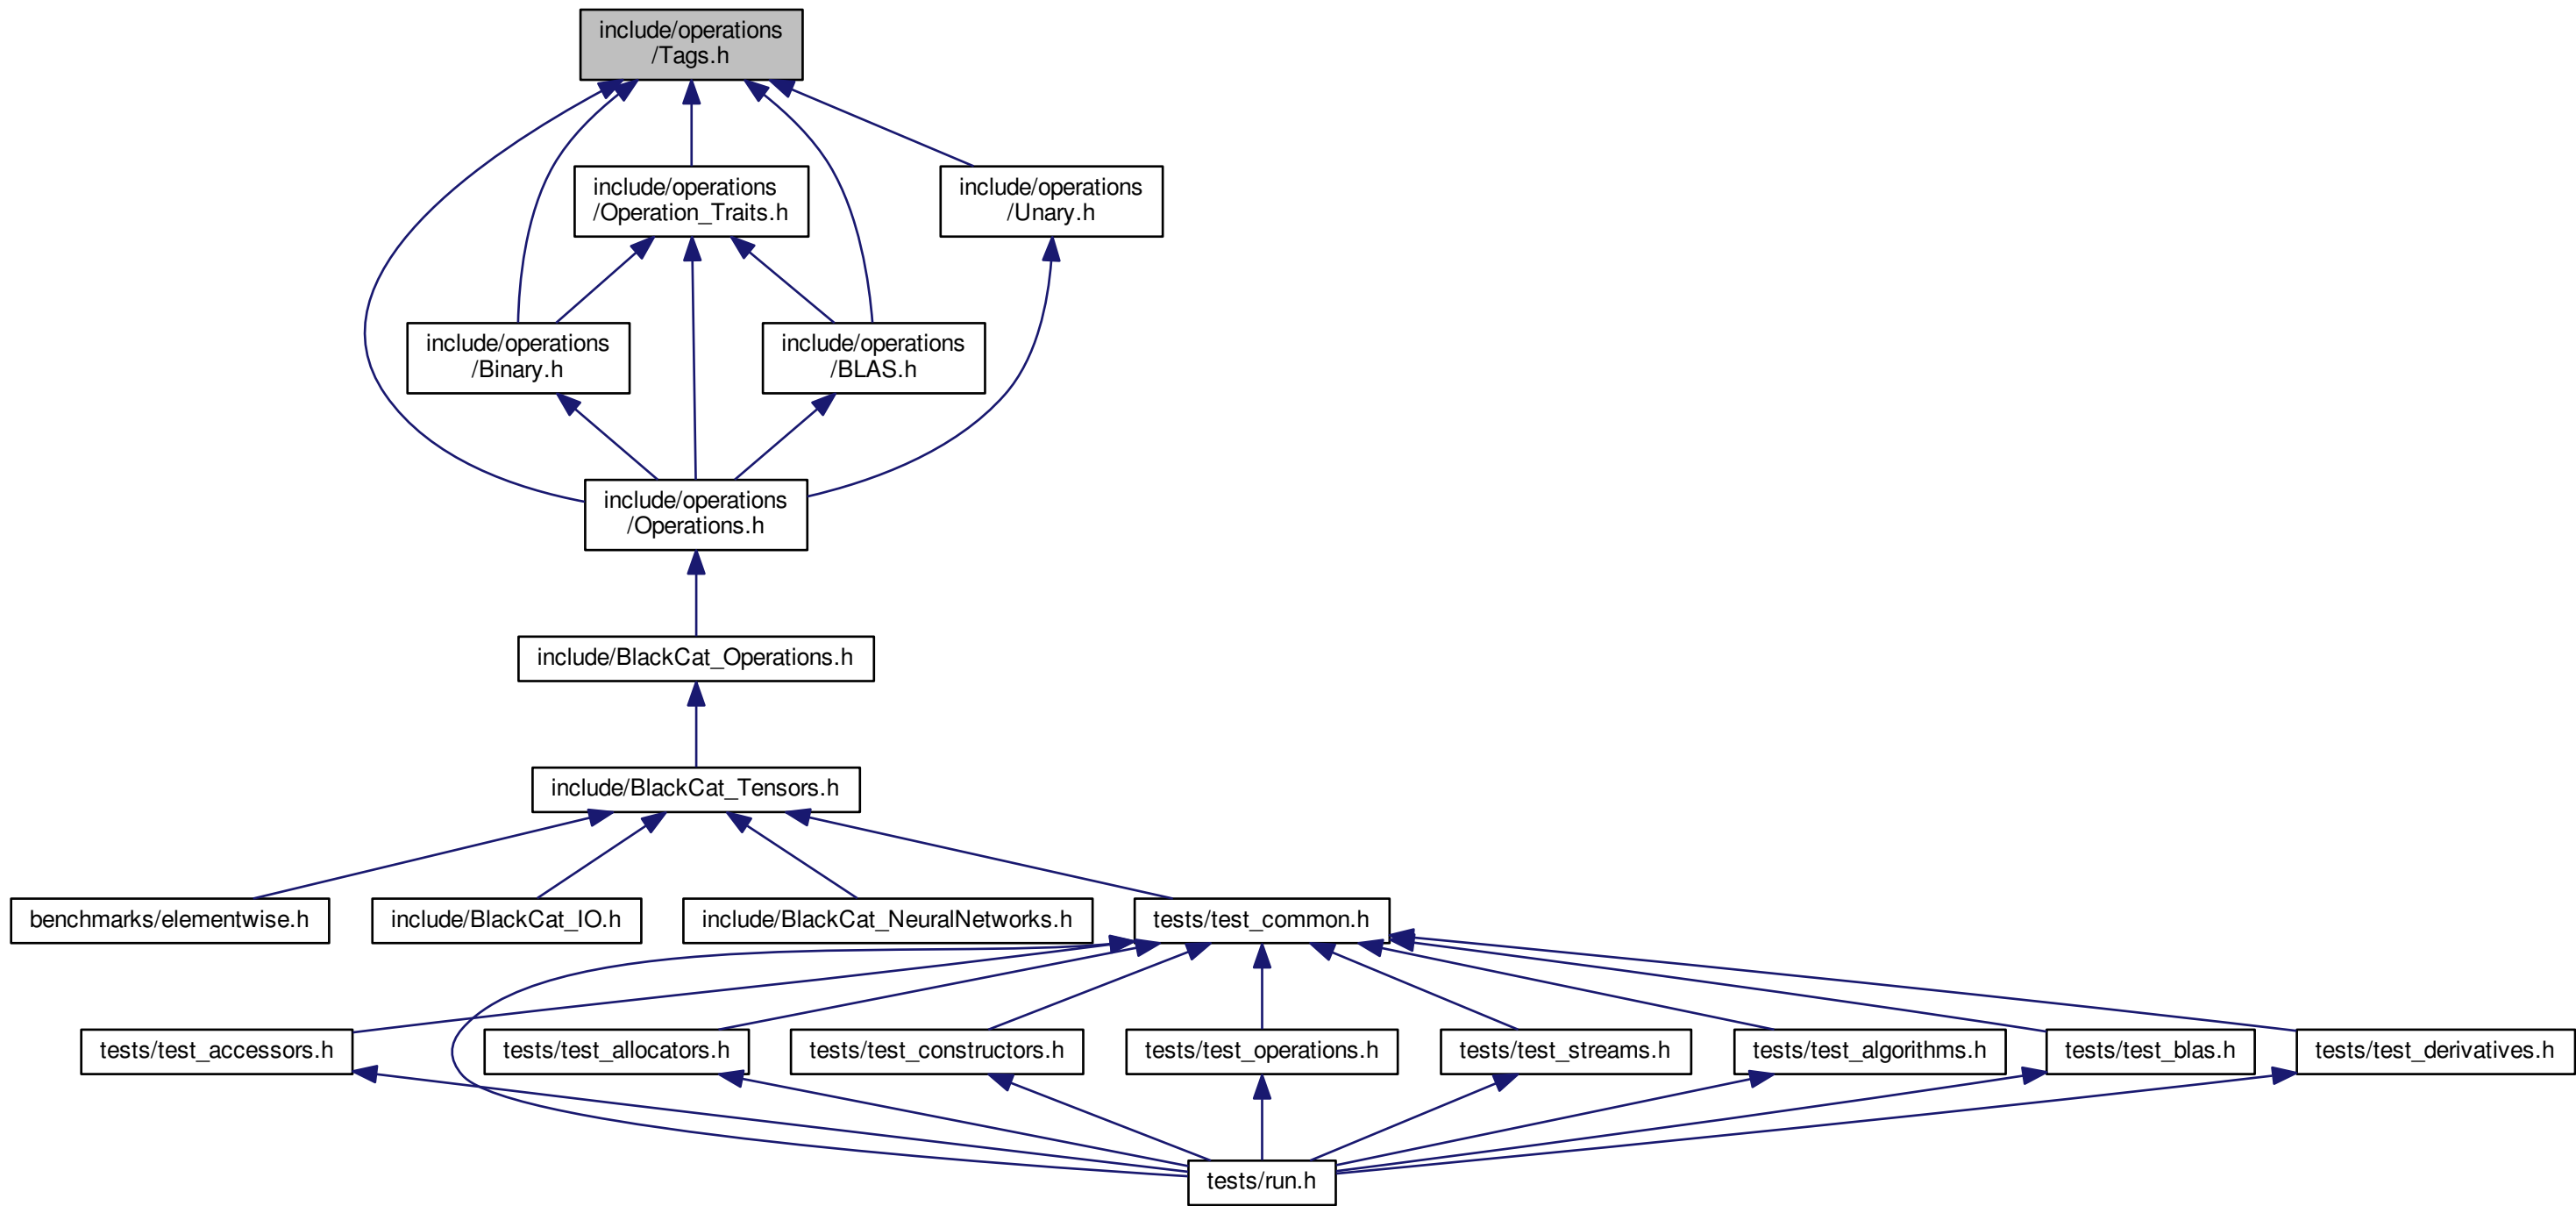 include/operations
/Tags.h
include/operations
/Operation_Traits.h
include/operations
/Unary.h
include/operations
/Binary.h
include/operations
/BLAS.h
include/operations
/Operations.h
include/BlackCat_Operations.h
include/BlackCat_Tensors.h
benchmarks/elementwise.h
include/BlackCat_IO.h
include/BlackCat_NeuralNetworks.h
tests/test_common.h
tests/test_accessors.h
tests/test_allocators.h
tests/test_constructors.h
tests/test_operations.h
tests/test_streams.h
tests/test_algorithms.h
tests/test_blas.h
tests/test_derivatives.h
tests/run.h